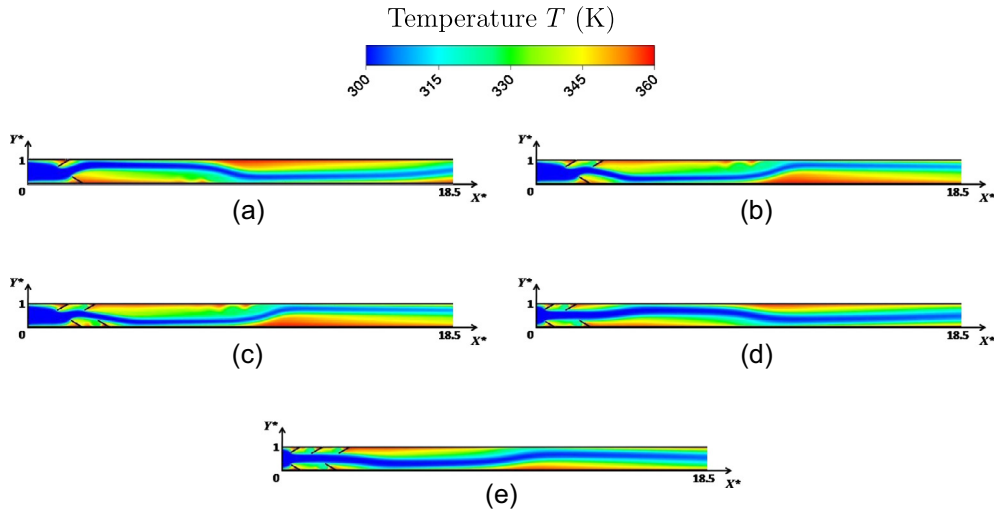 Temperature T (K)
300 315 330 345 360
Y*
1
0
18.5
X*
(a)
Y*
1
0
18.5
X*
(b)
Y*
1
0
18.5
X*
(c)
Y*
1
0
18.5
X*
(d)
Y*
1
0
18.5
X*
(e)